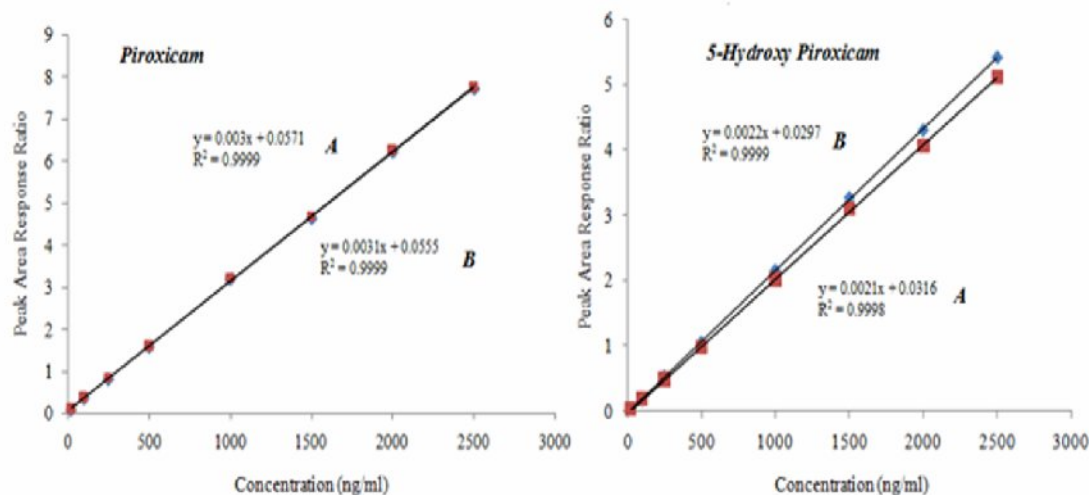 Piroxicam
Peak Area Response Ratio
9
8
7
6
5
4
3
2
1
0
y = 0.003x + 0.0571
R² = 0.9999
A
y = 0.0031x + 0.0555
R² = 0.9999
B
0 500 1000 1500 2000 2500 3000
Concentration (ng/ml)
5-Hydroxy Piroxicam
Peak Area Response Ratio
6
5
4
3
2
1
0
y = 0.0022x + 0.0297
R² = 0.9999
B
y = 0.0021x + 0.0316
R² = 0.9998
A
0 500 1000 1500 2000 2500 3000
Concentration (ng/ml)